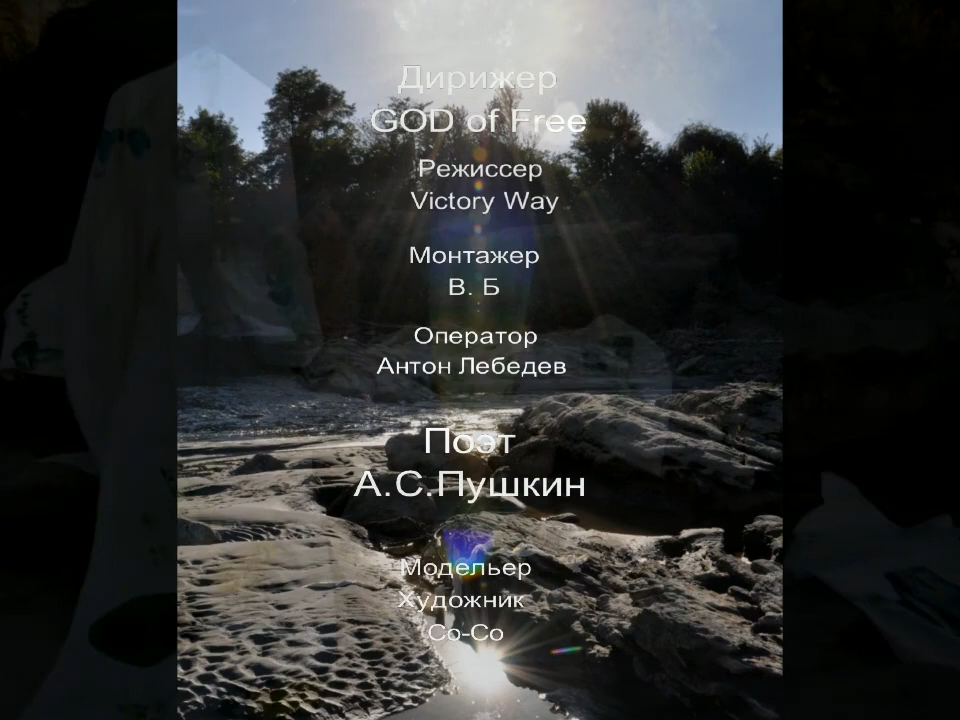 Дирижер
GOD of Free
Режиссер
Victory Way
Монтажер
В. Б
Оператор
Антон Лебедев
Поэт
А.С.Пушкин
Модельер
Художник
Co-Co